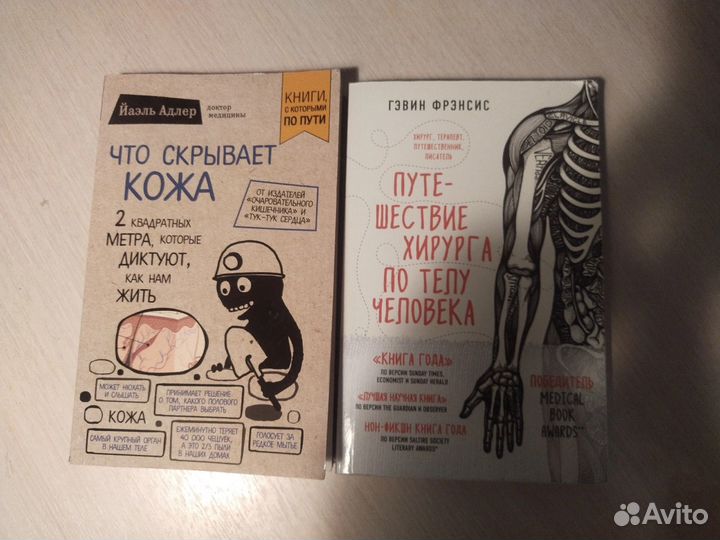 Йаэль Адлер
доктор
медицины
КНИГИ,
С КОТОРЫМИ
ПО ПУТИ
ЧТО СКРЫВАЕТ
КОЖА
ОТ ИЗДАТЕЛЕЙ
«ОЧАРОВАТЕЛЬНОГО
КИШЕЧНИКА» И
«ТУК-ТУК СЕРДЦА»
2 КВАДРАТНЫХ
МЕТРА, КОТОРЫЕ
ДИКТУЮТ,
КАК НАМ
ЖИТЬ
МОЖЕТ НЮХАТЬ
И СЛЫШАТЬ
ПРИНИМАЕТ РЕШЕНИЕ
О ТОМ, КАКОГО ПОЛОВОГО
ПАРТНЕРА ВЫБРАТЬ
КОЖА
САМЫЙ КРУПНЫЙ ОРГАН
В НАШЕМ ТЕЛЕ
ЕЖЕМИНУТНО ТЕРЯЕТ
40 000 ЧЕШУЕК,
А ЭТО 2/3 ПЫЛИ
В НАШИХ ДОМАХ
ГОЛОСУЕТ ЗА
РЕДКОЕ МЫТЬЕ
ГЭВИН ФРЭНСИС
ХИРУРГ, ТЕРАПЕВТ,
ПУТЕШЕСТВЕННИК,
ПИСАТЕЛЬ
ПУТЕ-
ШЕСТВИЕ
ХИРУРГА
ПО ТЕЛУ
ЧЕЛОВЕКА
«КНИГА ГОДА»
ПО ВЕРСИИ SUNDAY TIMES,
ECONOMIST И SUNDAY HERALD
«ЛУЧШАЯ НАУЧНАЯ КНИГА»
ПО ВЕРСИИ THE GUARDIAN И OBSERVER
НОН-ФИКШН КНИГА ГОДА
ПО ВЕРСИИ SALTIRE SOCIETY
LITERARY AWARDS™
ПОБЕДИТЕЛЬ
MEDICAL
BOOK
AWARDS™
Avito